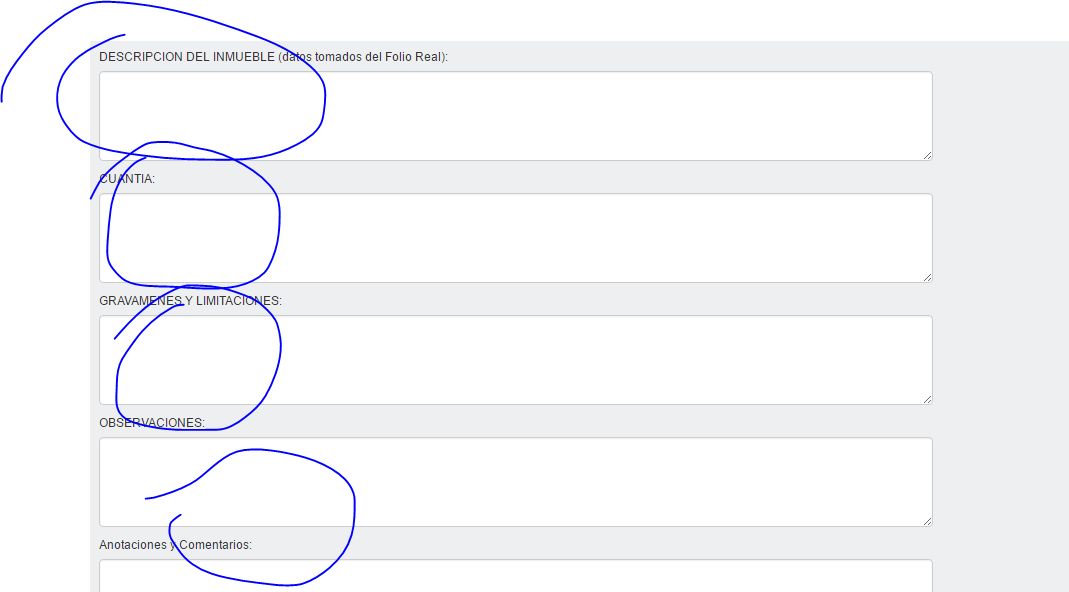 DESCRIPCION DEL INMUEBLE (datos tomados del Folio Real):
CUANTIA:
GRAVAMENES Y LIMITACIONES:
OBSERVACIONES:
Anotaciones y Comentarios: